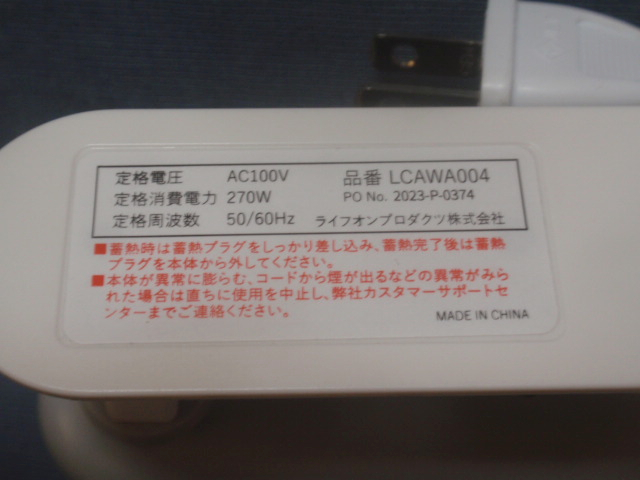 定格電圧 AC100V 品番 LCAWA004
定格消費電力 270W PO No. 2023-P-0374
定格周波数 50/60Hz ライフオンプロダクツ株式会社
■蓄熱時は蓄熱プラグをしっかり差し込み、蓄熱完了後は蓄熱
プラグを本体から外してください。
■本体が異常に膨らむ、コードから煙が出るなどの異常がみら
れた場合は直ちに使用を中止し、弊社カスタマーサポートセ
ンターまでご連絡ください。
MADE IN CHINA